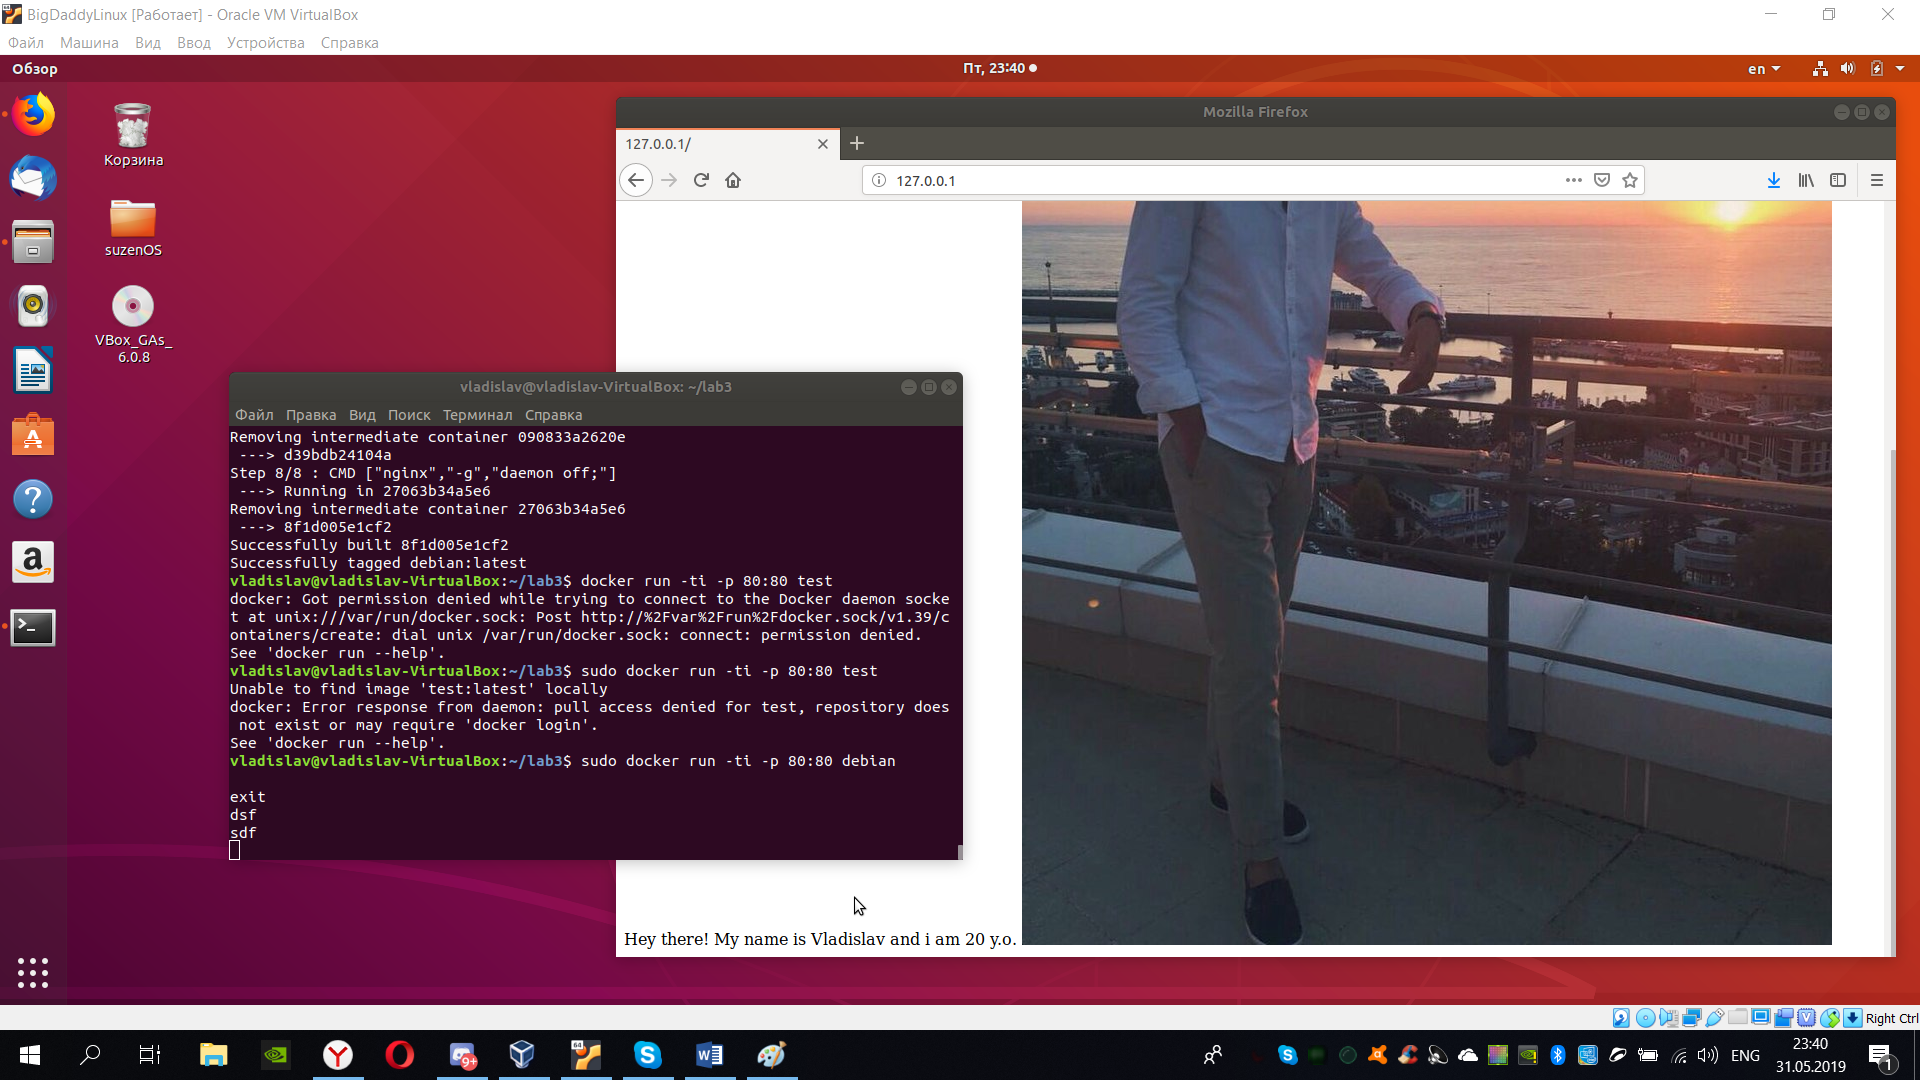 BigDaddyLinux [Работает] - Oracle VM VirtualBox
Файл Машина Вид Ввод Устройства Справка
Обзор
Пт, 23:40
en
Корзина
suzenOS
VBox_GAs_
6.0.8
Mozilla Firefox
127.0.0.1/
127.0.0.1
vladislav@vladislav-VirtualBox: ~/lab3
Файл Правка Вид Поиск Терминал Справка
Removing intermediate container 090833a2620e
 ---> d39bdb24104a
Step 8/8 : CMD ["nginx","-g","daemon off;"]
 ---> Running in 27063b34a5e6
Removing intermediate container 27063b34a5e6
 ---> 8f1d005e1cf2
Successfully built 8f1d005e1cf2
Successfully tagged debian:latest
vladislav@vladislav-VirtualBox:~/lab3$ docker run -ti -p 80:80 test
docker: Got permission denied while trying to connect to the Docker daemon socke
t at unix:///var/run/docker.sock: Post http://%2Fvar%2Frun%2Fdocker.sock/v1.39/c
ontainers/create: dial unix /var/run/docker.sock: connect: permission denied.
See 'docker run --help'.
vladislav@vladislav-VirtualBox:~/lab3$ sudo docker run -ti -p 80:80 test
Unable to find image 'test:latest' locally
docker: Error response from daemon: pull access denied for test, repository does
 not exist or may require 'docker login'.
See 'docker run --help'.
vladislav@vladislav-VirtualBox:~/lab3$ sudo docker run -ti -p 80:80 debian
exit
dsf
sdf
Hey there! My name is Vladislav and i am 20 y.o.
Right Ctrl
9+
64
ENG
23:40
31.05.2019
1